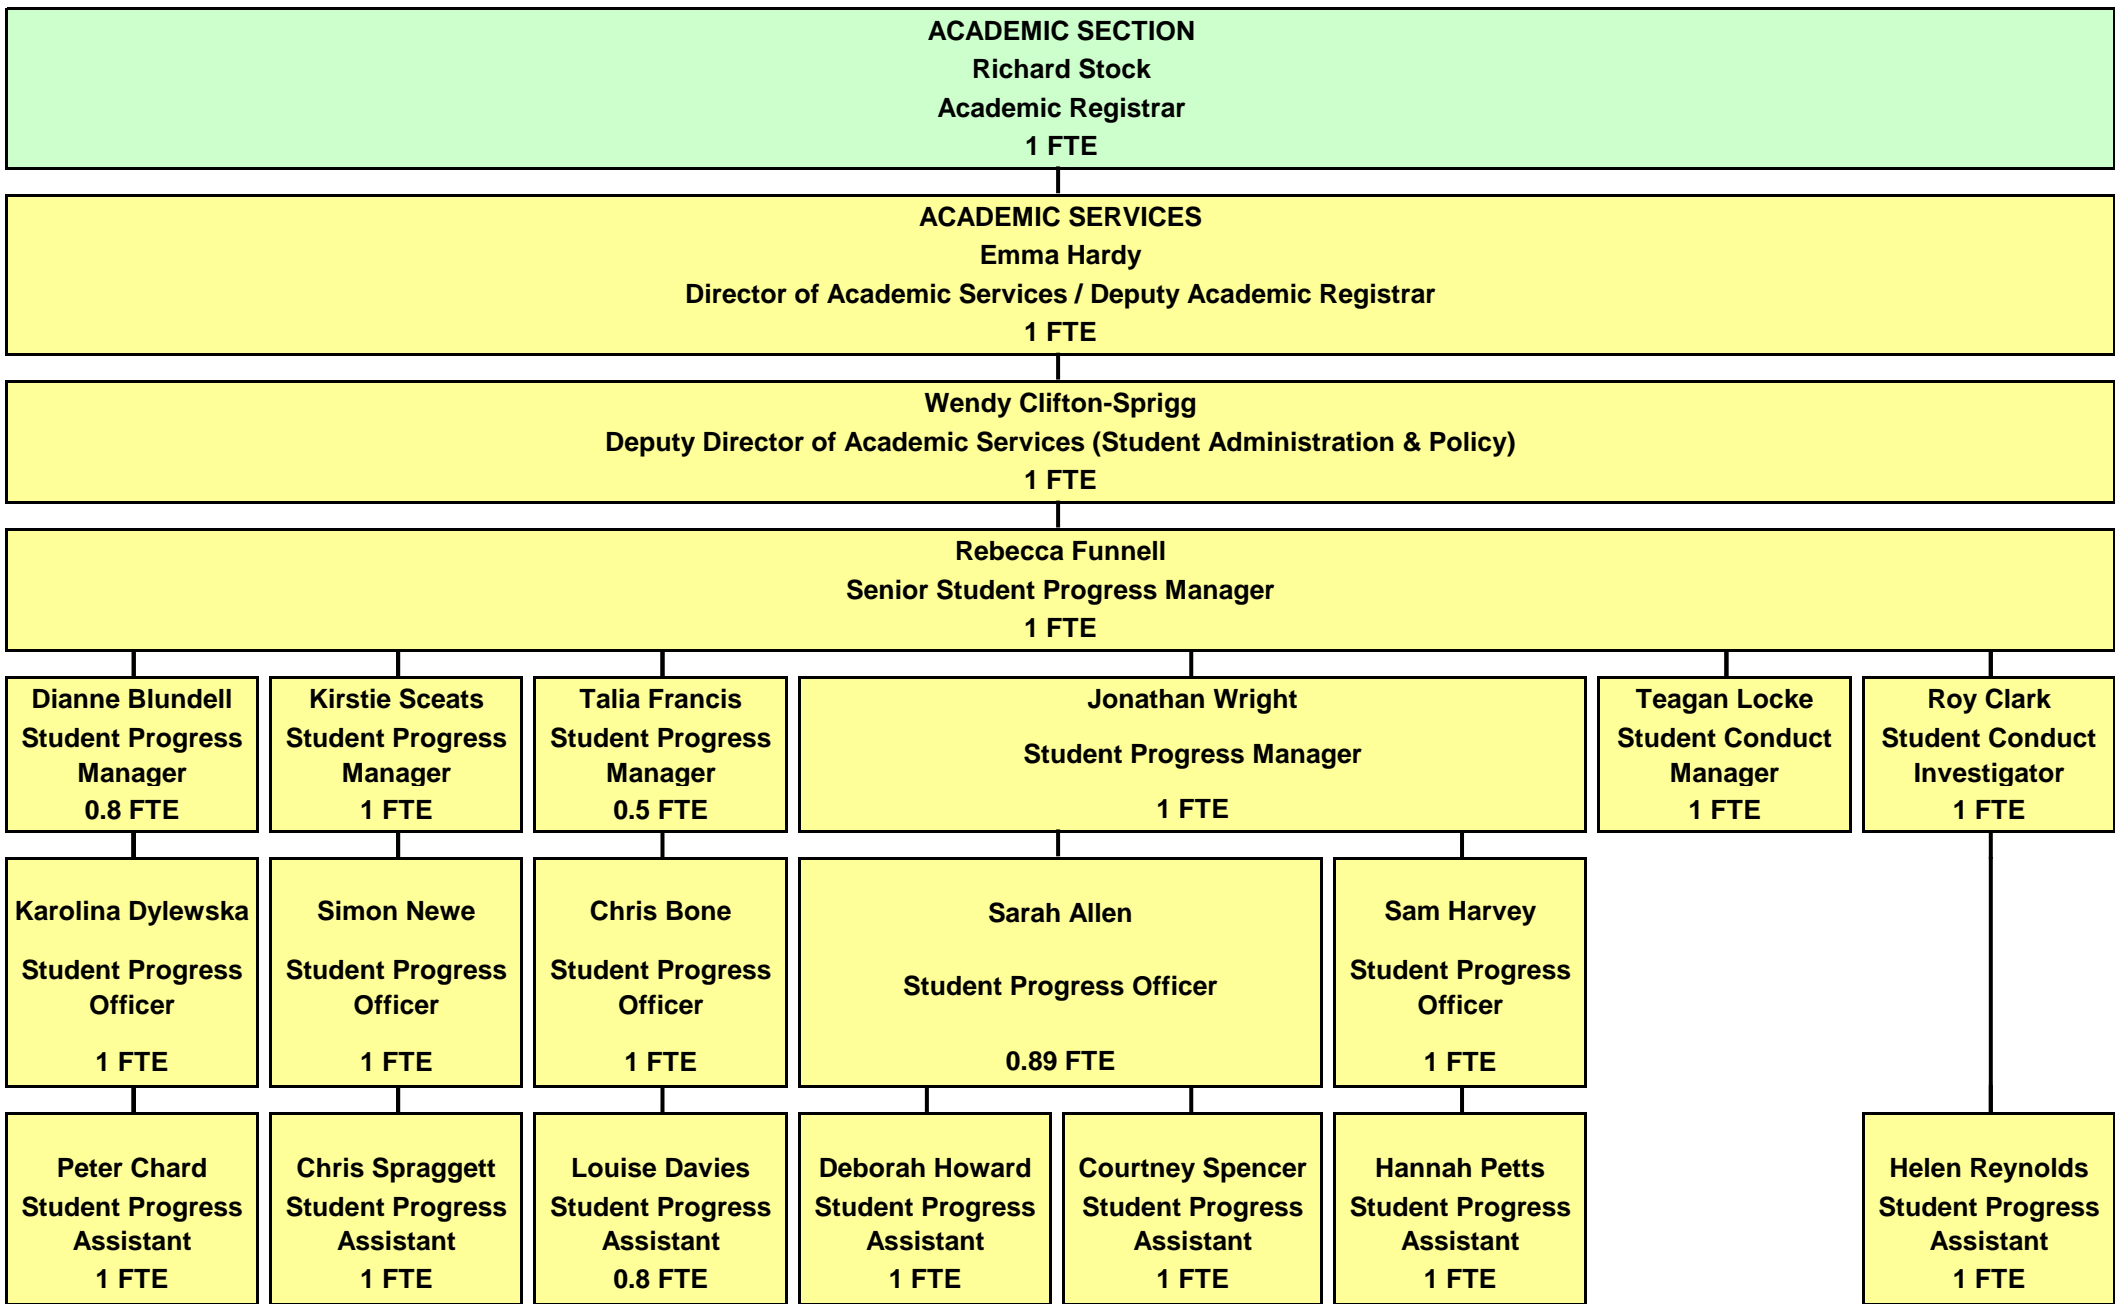 ACADEMIC SECTION
Richard Stock
Academic Registrar
1 FTE
ACADEMIC SERVICES
Emma Hardy
Director of Academic Services / Deputy Academic Registrar
1 FTE
Wendy Clifton-Sprigg
Deputy Director of Academic Services (Student Administration & Policy)
1 FTE
Rebecca Funnell
Senior Student Progress Manager
1 FTE
Dianne Blundell
Student Progress
Manager
0.8 FTE
Kirstie Sceats
Student Progress
Manager
1 FTE
Talia Francis
Student Progress
Manager
0.5 FTE
Jonathan Wright
Student Progress Manager
1 FTE
Teagan Locke
Student Conduct
Manager
1 FTE
Roy Clark
Student Conduct
Investigator
1 FTE
Karolina Dylewska
Student Progress
Officer
1 FTE
Simon Newe
Student Progress
Officer
1 FTE
Chris Bone
Student Progress
Officer
1 FTE
Sarah Allen
Student Progress Officer
0.89 FTE
Sam Harvey
Student Progress
Officer
1 FTE
Peter Chard
Student Progress
Assistant
1 FTE
Chris Spraggett
Student Progress
Assistant
1 FTE
Louise Davies
Student Progress
Assistant
0.8 FTE
Deborah Howard
Student Progress
Assistant
1 FTE
Courtney Spencer
Student Progress
Assistant
1 FTE
Hannah Petts
Student Progress
Assistant
1 FTE
Helen Reynolds
Student Progress
Assistant
1 FTE